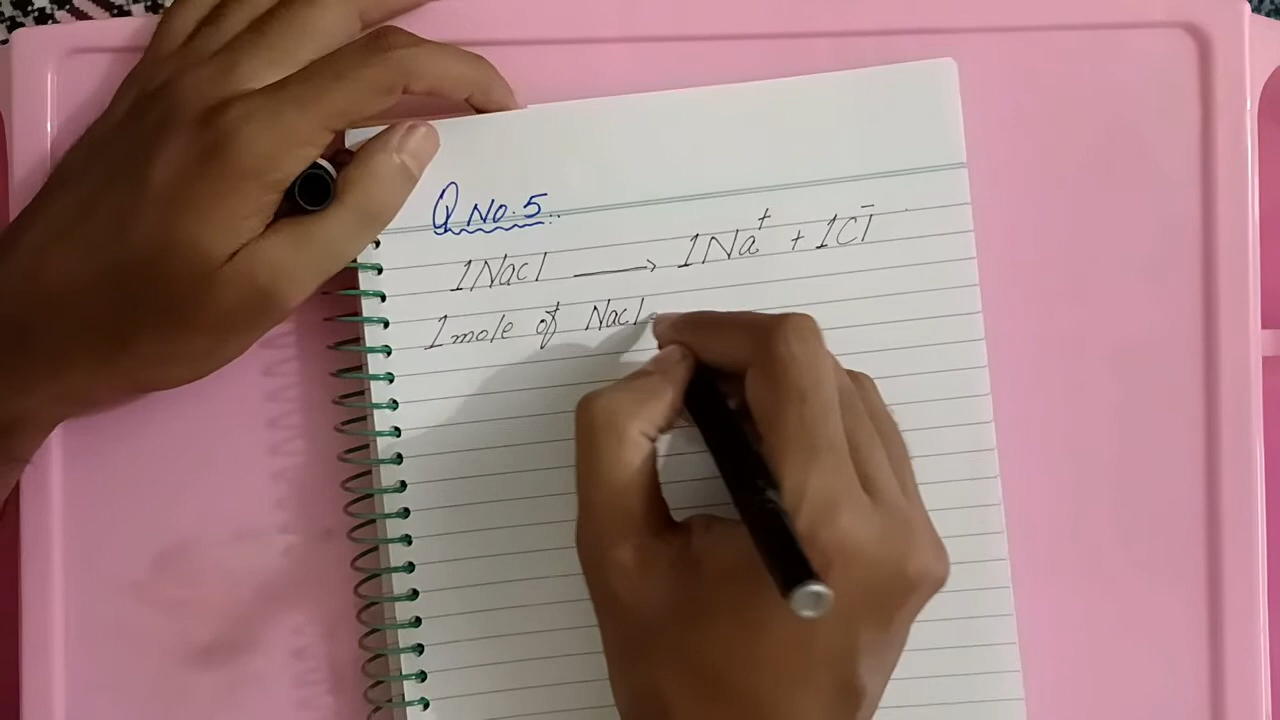 Q No. 5
1Nacl ⟶ 1Na⁺ + 1Cl⁻
1mole of Nacl